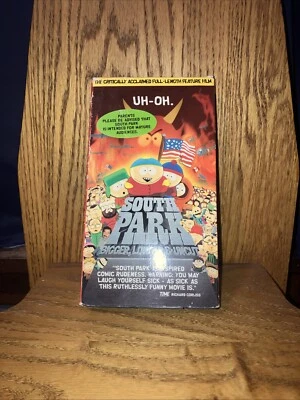 THE CRITICALLY ACCLAIMED FULL-LENGTH FEATURE FILM
UH-OH.
PARENTS
PLEASE BE ADVISED THAT
SOUTH PARK
IS INTENDED FOR MATURE
AUDIENCES.
SOUTH
PARK
BIGGER, LONGER & UNCUT
"SOUTH PARK INSPIRED
COMIC RUDENESS. WARNING: YOU MAY
LAUGH YOURSELF SICK - AS SICK AS
THIS RUTHLESSLY FUNNY MOVIE IS."
TIME RICHARD CORLISS